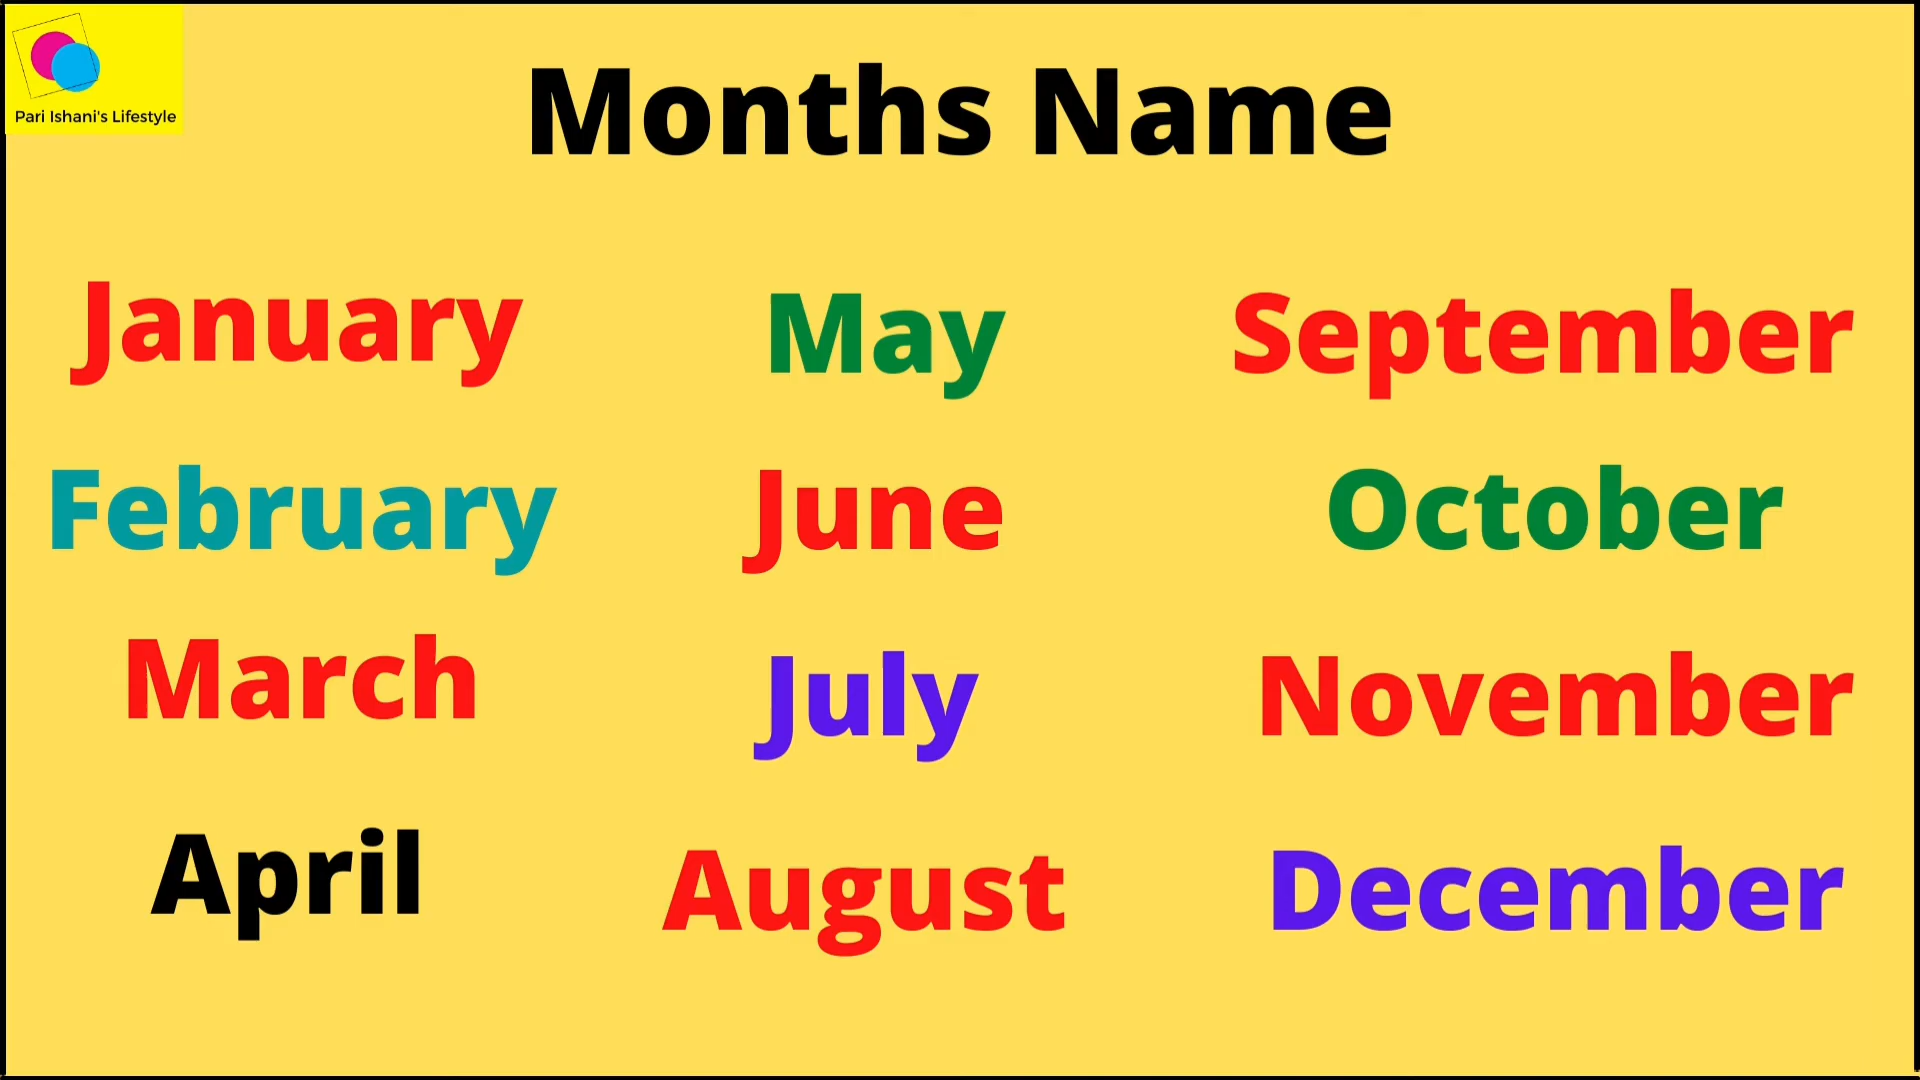 Pari Ishani's Lifestyle
Months Name
January
February
March
April
May
June
July
August
September
October
November
December